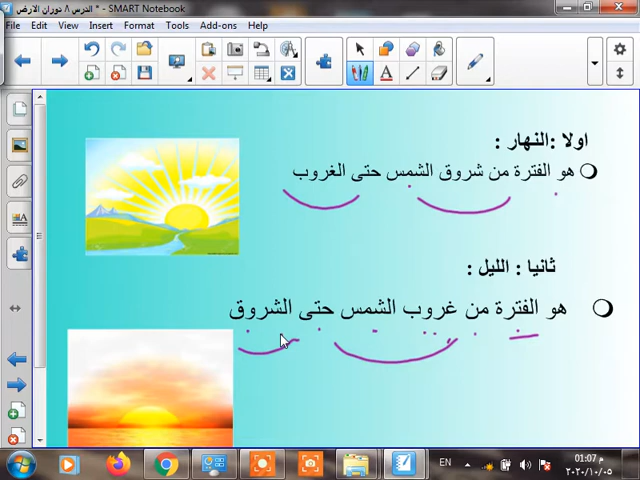 الدرس ٨/ دوران الارض * - SMART Notebook
File Edit View Insert Format Tools Add-ons Help
اولا :النهار :
هو الفترة من شروق الشمس حتى الغروب
ثانيا : الليل :
هو الفترة من غروب الشمس حتى الشروق
EN
م 01:07
٢٠٢٠/١٠/٠٥